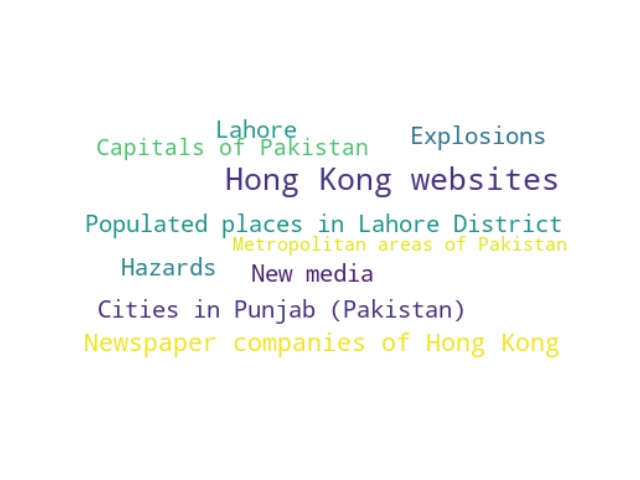 Lahore
Explosions
Capitals of Pakistan
Hong Kong websites
Populated places in Lahore District
Metropolitan areas of Pakistan
Hazards
New media
Cities in Punjab (Pakistan)
Newspaper companies of Hong Kong